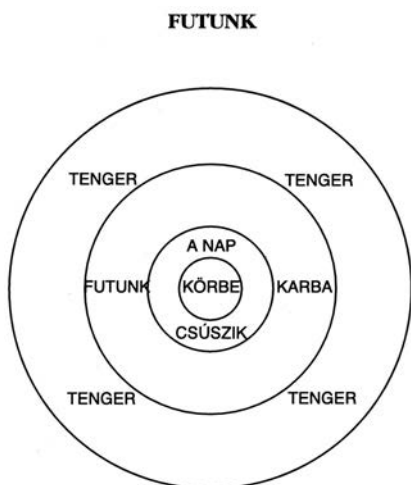 FUTUNK
TENGER TENGER
A NAP
FUTUNK KÖRBE KARBA
CSÚSZIK
TENGER TENGER